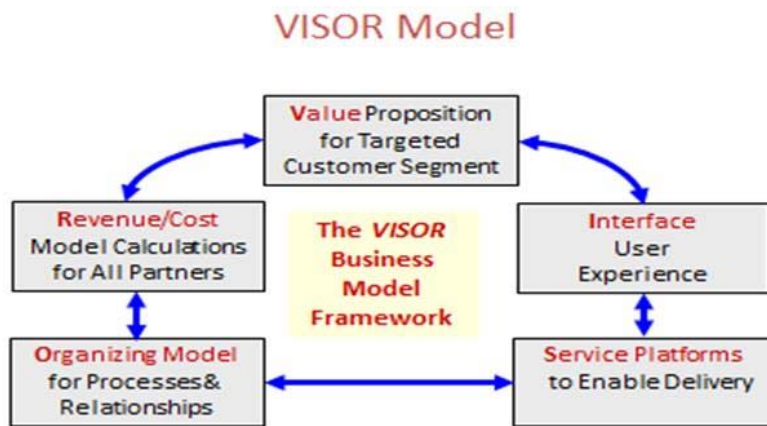 VISOR Model
Value Proposition
for Targeted
Customer Segment
Revenue/Cost
Model Calculations
for All Partners
The VISOR
Business
Model
Framework
Interface
User
Experience
Organizing Model
for Processes&
Relationships
Service Platforms
to Enable Delivery